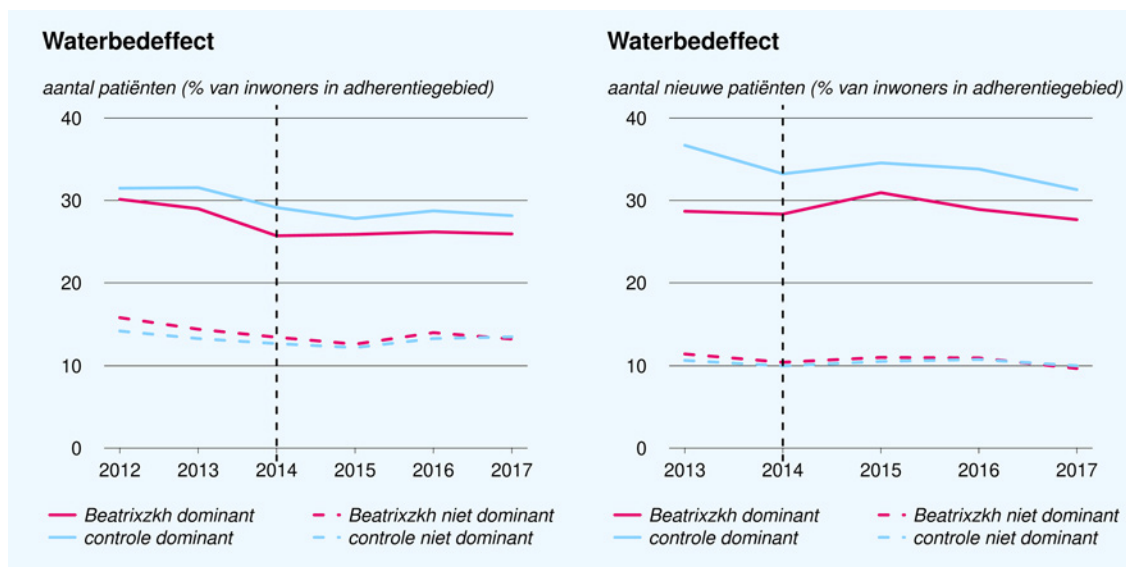 Waterbedeffect
aantal patiënten (% van inwoners in adherentiegebied)
40
30
20
10
0
2012 2013 2014 2015 2016 2017
Beatrixzkh dominant Beatrixzkh niet dominant
controle dominant controle niet dominant
Waterbedeffect
aantal nieuwe patiënten (% van inwoners in adherentiegebied)
40
30
20
10
0
2013 2014 2015 2016 2017
Beatrixzkh dominant Beatrixzkh niet dominant
controle dominant controle niet dominant